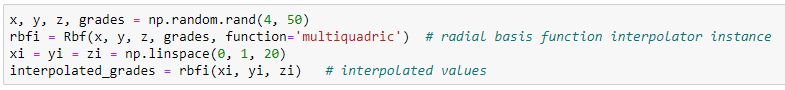 x, y, z, grades = np.random.rand(4, 50)
rbfi = Rbf(x, y, z, grades, function='multiquadric')  # radial basis function interpolator instance
xi = yi = zi = np.linspace(0, 1, 20)
interpolated_grades = rbfi(xi, yi, zi)   # interpolated values